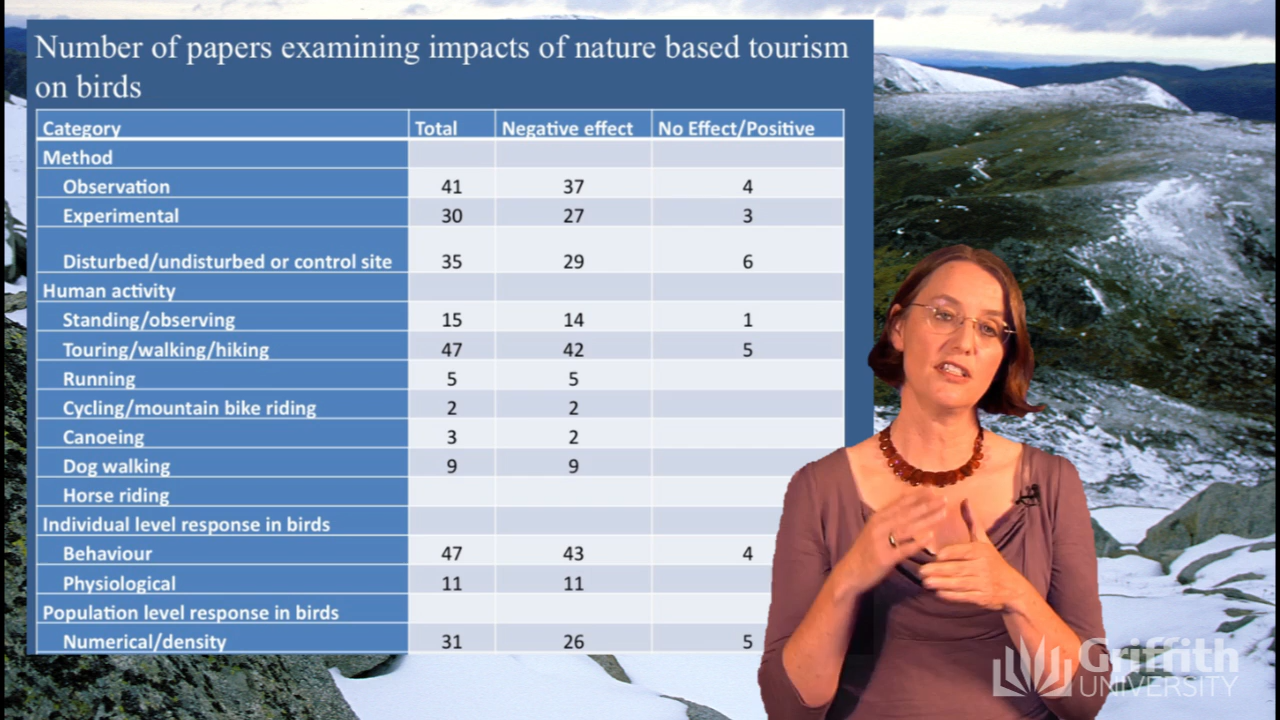 Number of papers examining impacts of nature based tourism
on birds
Category Total Negative effect No Effect/Positive
Method
Observation 41 37 4
Experimental 30 27 3
Disturbed/undisturbed or control site 35 29 6
Human activity
Standing/observing 15 14 1
Touring/walking/hiking 47 42 5
Running 5 5
Cycling/mountain bike riding 2 2
Canoeing 3 2
Dog walking 9 9
Horse riding
Individual level response in birds
Behaviour 47 43 4
Physiological 11 11
Population level response in birds
Numerical/density 31 26 5
Griffith
UNIVERSITY